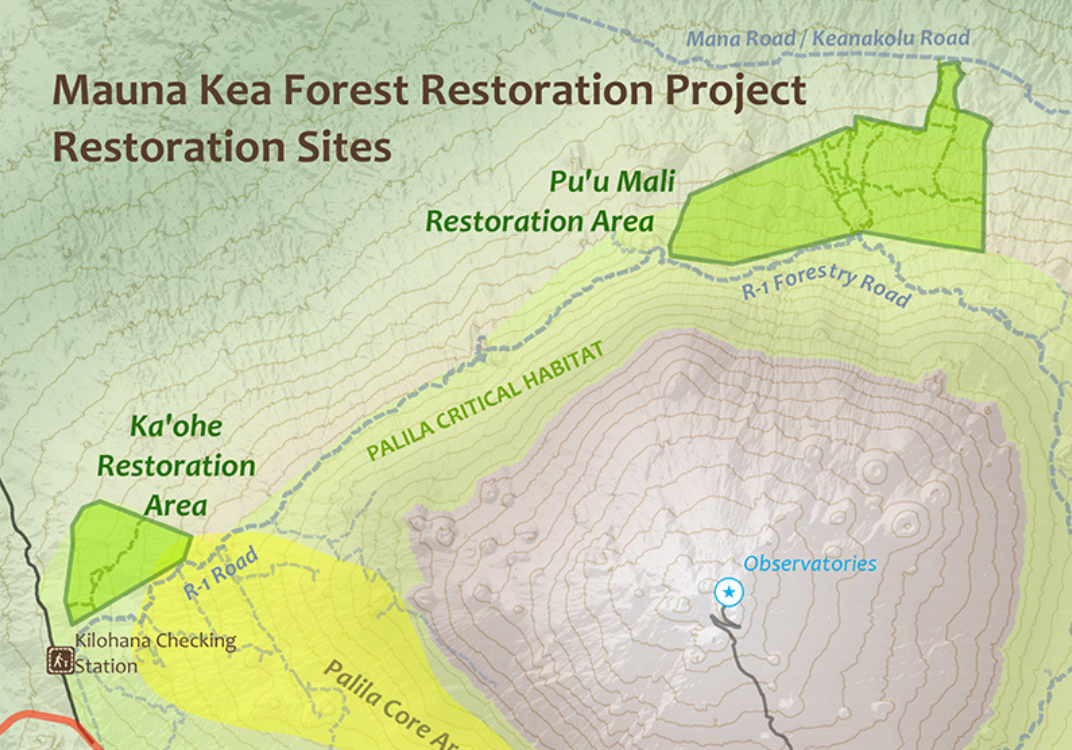 Mana Road / Keanakolu Road
Mauna Kea Forest Restoration Project
Restoration Sites
Pu'u Mali
Restoration Area
R-1 Forestry Road
PALILA CRITICAL HABITAT
Ka'ohe
Restoration
Area
R-1 Road
Observatories
Kilohana Checking
Station
Palila Core Ar